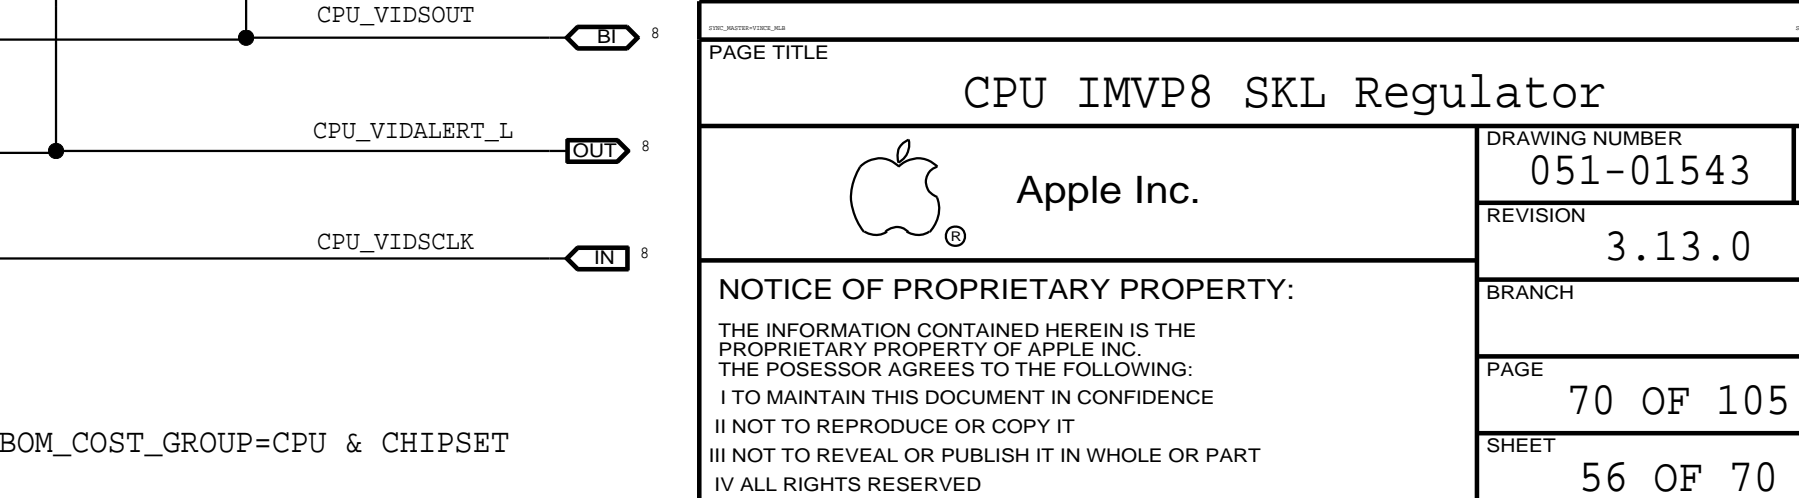 CPU_VIDSOUT
BI 8
CPU_VIDALERT_L
OUT 8
CPU_VIDSCLK
IN 8
BOM_COST_GROUP=CPU & CHIPSET
SYNC_MASTER=VINCE_MLB
PAGE TITLE
CPU IMVP8 SKL Regulator
Apple Inc.
®
DRAWING NUMBER
051-01543
REVISION
3.13.0
BRANCH
NOTICE OF PROPRIETARY PROPERTY:
THE INFORMATION CONTAINED HEREIN IS THE
PROPRIETARY PROPERTY OF APPLE INC.
THE POSESSOR AGREES TO THE FOLLOWING:
I TO MAINTAIN THIS DOCUMENT IN CONFIDENCE
II NOT TO REPRODUCE OR COPY IT
III NOT TO REVEAL OR PUBLISH IT IN WHOLE OR PART
IV ALL RIGHTS RESERVED
PAGE
70 OF 105
SHEET
56 OF 70